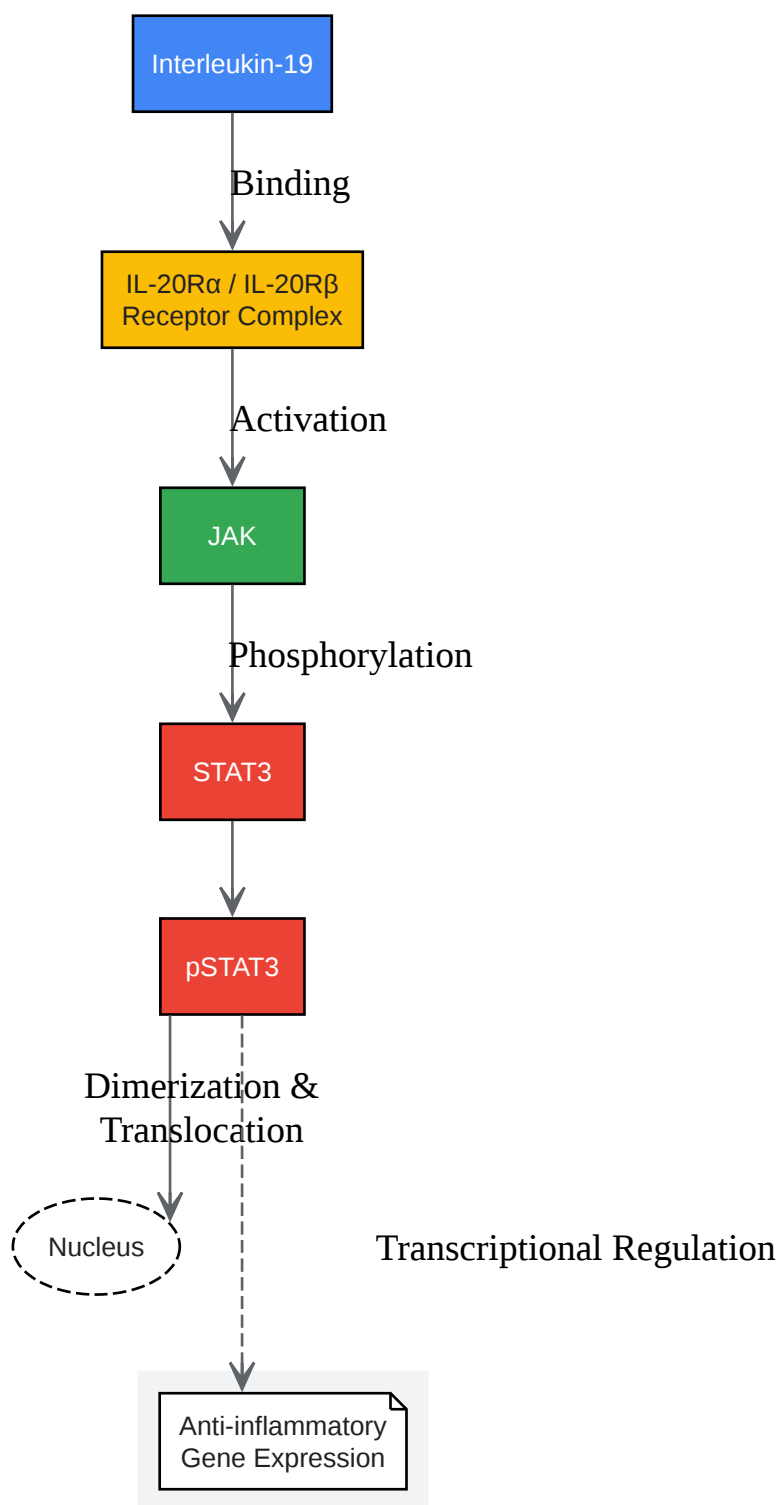 Interleukin-19
Binding
IL-20Rα / IL-20Rβ
Receptor Complex
Activation
JAK
Phosphorylation
STAT3
pSTAT3
Dimerization &
Translocation
Nucleus
Transcriptional Regulation
Anti-inflammatory
Gene Expression